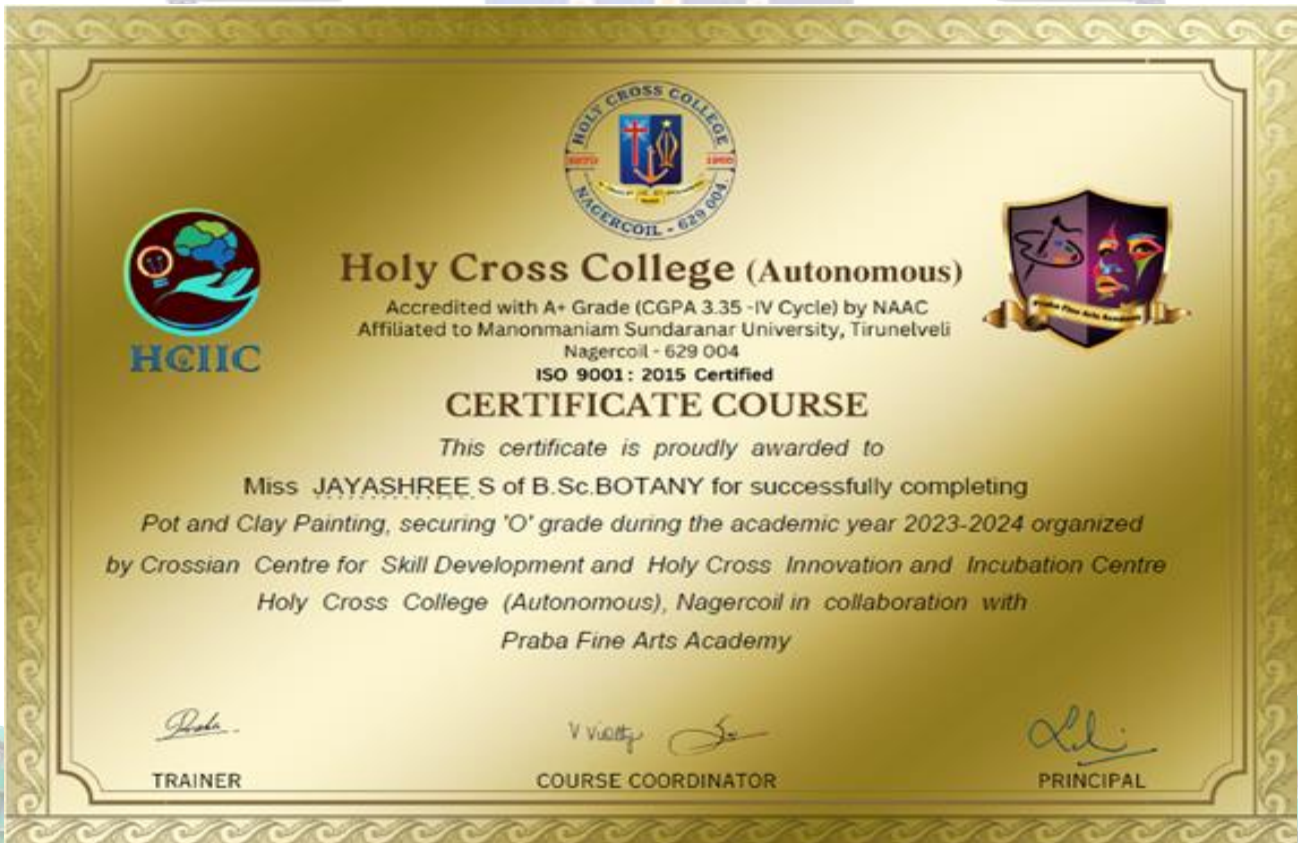 HOLY CROSS COLLEGE
NAGERCOIL - 629 004.
Holy Cross College (Autonomous)
Accredited with A+ Grade (CGPA 3.35 -IV Cycle) by NAAC
Affiliated to Manonmaniam Sundaranar University, Tirunelveli
Nagercoil - 629 004
ISO 9001: 2015 Certified
HCIIC
Praba Fine Arts Academy
CERTIFICATE COURSE
This certificate is proudly awarded to
Miss JAYASHREE S of B.Sc.BOTANY for successfully completing
Pot and Clay Painting, securing 'O' grade during the academic year 2023-2024 organized
by Crossian Centre for Skill Development and Holy Cross Innovation and Incubation Centre
Holy Cross College (Autonomous), Nagercoil in collaboration with
Praba Fine Arts Academy
TRAINER
COURSE COORDINATOR
PRINCIPAL